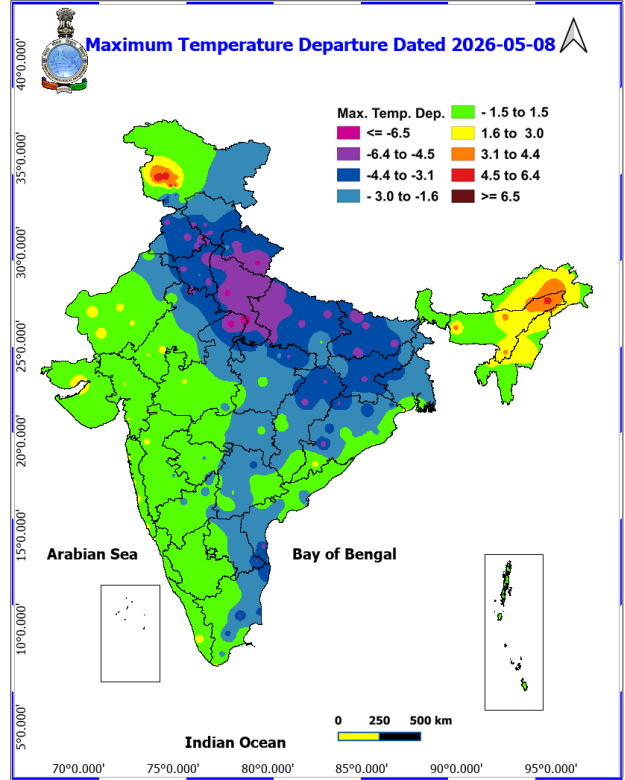 Maximum Temperature Departure Dated 2026-05-08
Max. Temp. Dep.
<= -6.5
-6.4 to -4.5
-4.4 to -3.1
- 3.0 to -1.6
- 1.5 to 1.5
1.6 to 3.0
3.1 to 4.4
4.5 to 6.4
>= 6.5
40°0.000'
35°0.000'
30°0.000'
25°0.000'
20°0.000'
15°0.000'
10°0.000'
5°0.000'
Arabian Sea
Bay of Bengal
Indian Ocean
0 250 500 km
70°0.000' 75°0.000' 80°0.000' 85°0.000' 90°0.000' 95°0.000'